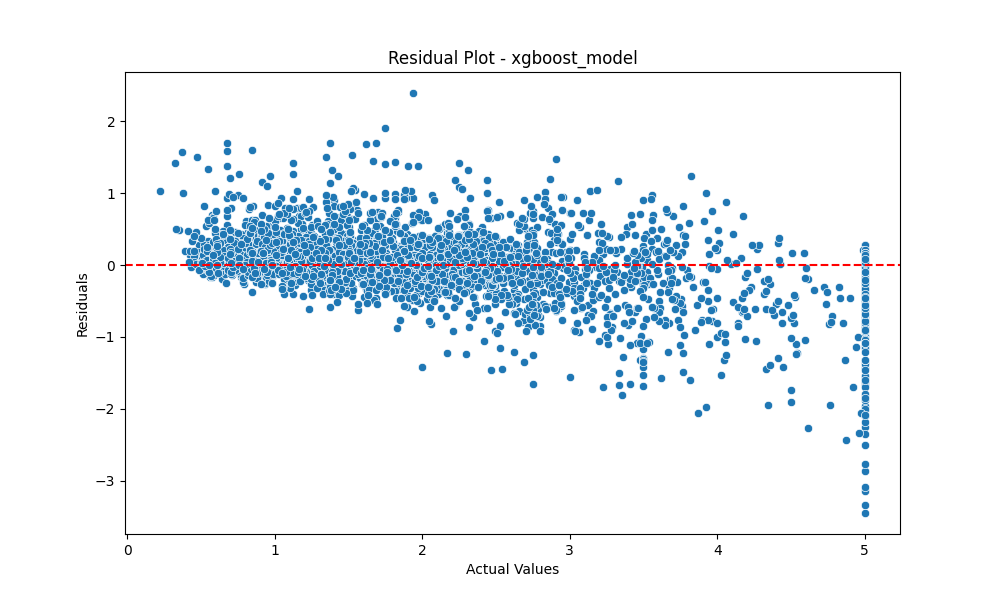 Residual Plot - xgboost_model
Residuals
2
1
0
−1
−2
−3
0 1 2 3 4 5
Actual Values